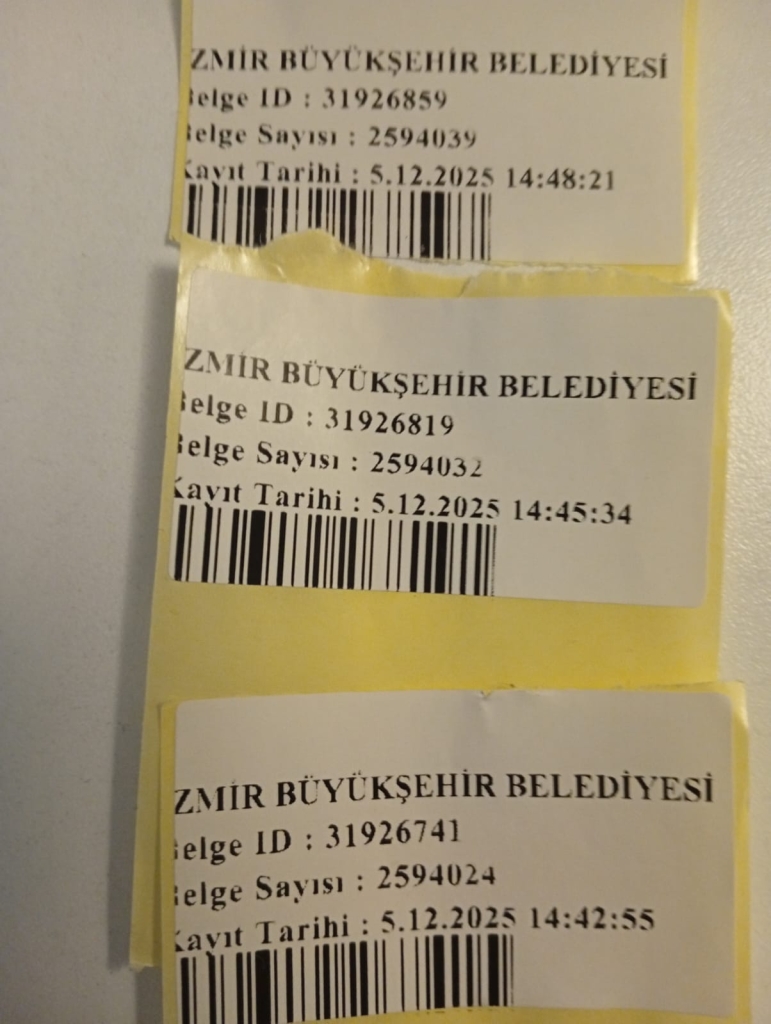 ZMİR BÜYÜKŞEHİR BELEDİYESİ
elge ID : 31926859
elge Sayısı : 2594039
Kayıt Tarihi : 5.12.2025 14:48:21
ZMİR BÜYÜKŞEHİR BELEDİYESİ
Belge ID : 31926819
Belge Sayısı : 2594032
Kayıt Tarihi : 5.12.2025 14:45:34
ZMİR BÜYÜKŞEHİR BELEDİYESİ
elge ID : 31926741
elge Sayısı : 2594024
Kayıt Tarihi : 5.12.2025 14:42:55